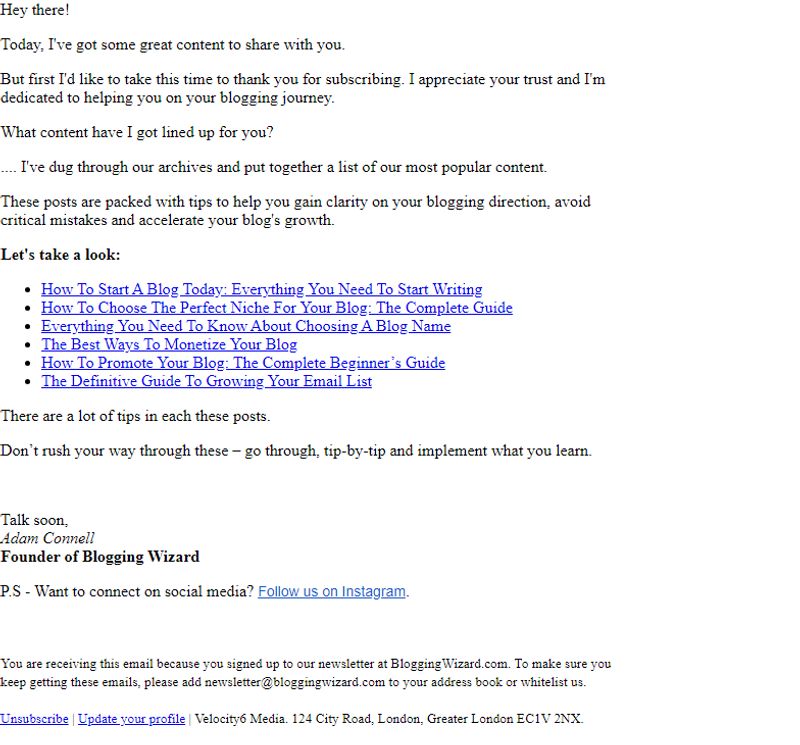 Hey there!
Today, I've got some great content to share with you.
But first I'd like to take this time to thank you for subscribing. I appreciate your trust and I'm
dedicated to helping you on your blogging journey.
What content have I got lined up for you?
.... I've dug through our archives and put together a list of our most popular content.
These posts are packed with tips to help you gain clarity on your blogging direction, avoid
critical mistakes and accelerate your blog's growth.
Let's take a look:
• How To Start A Blog Today: Everything You Need To Start Writing
• How To Choose The Perfect Niche For Your Blog: The Complete Guide
• Everything You Need To Know About Choosing A Blog Name
• The Best Ways To Monetize Your Blog
• How To Promote Your Blog: The Complete Beginner’s Guide
• The Definitive Guide To Growing Your Email List
There are a lot of tips in each these posts.
Don’t rush your way through these – go through, tip-by-tip and implement what you learn.
Talk soon,
Adam Connell
Founder of Blogging Wizard
P.S - Want to connect on social media? Follow us on Instagram.
You are receiving this email because you signed up to our newsletter at BloggingWizard.com. To make sure you
keep getting these emails, please add newsletter@bloggingwizard.com to your address book or whitelist us.
Unsubscribe | Update your profile | Velocity6 Media. 124 City Road, London, Greater London EC1V 2NX.